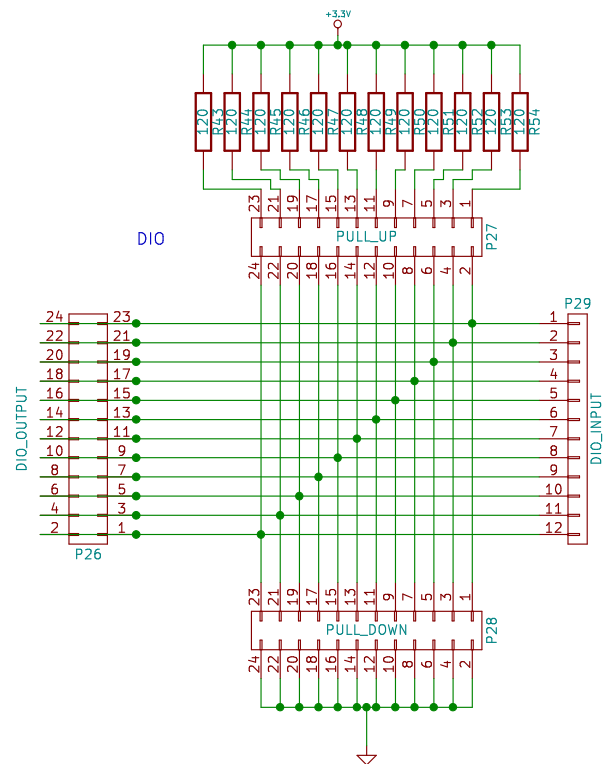 +3.3V
120 120 120 120 120 120 120 120 120 120 120 120
R43 R44 R45 R46 R47 R48 R49 R50 R51 R52 R53 R54
23 21 19 17 15 13 11 9 7 5 3 1
PULL_UP
P27
DIO
24 22 20 18 16 14 12 10 8 6 4 2
P29
24 23 1
22 21 2
20 19 3
18 17 4
16 15 5
14 13 6
12 11 7
10 9 8
8 7 9
6 5 10
4 3 11
2 1 12
DIO_OUTPUT
DIO_INPUT
P26
23 21 19 17 15 13 11 9 7 5 3 1
PULL_DOWN
P28
24 22 20 18 16 14 12 10 8 6 4 2